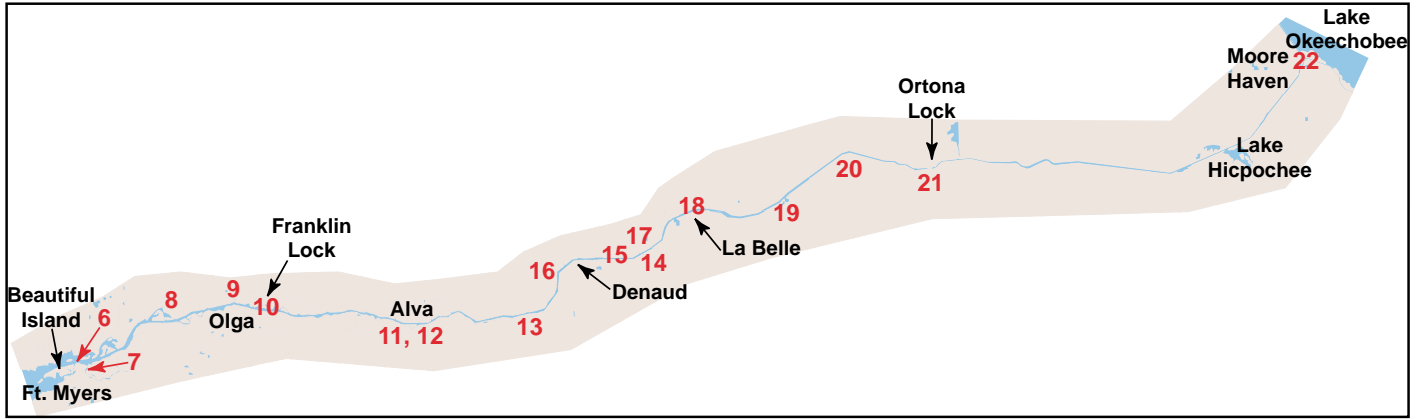 Lake
Okeechobee
Moore
Haven
22
Ortona
Lock
Lake
Hicpochee
20
21
18
19
La Belle
17
15
14
16
Denaud
Franklin
Lock
13
Alva
11, 12
9
10
8
Olga
Beautiful
Island
6
7
Ft. Myers